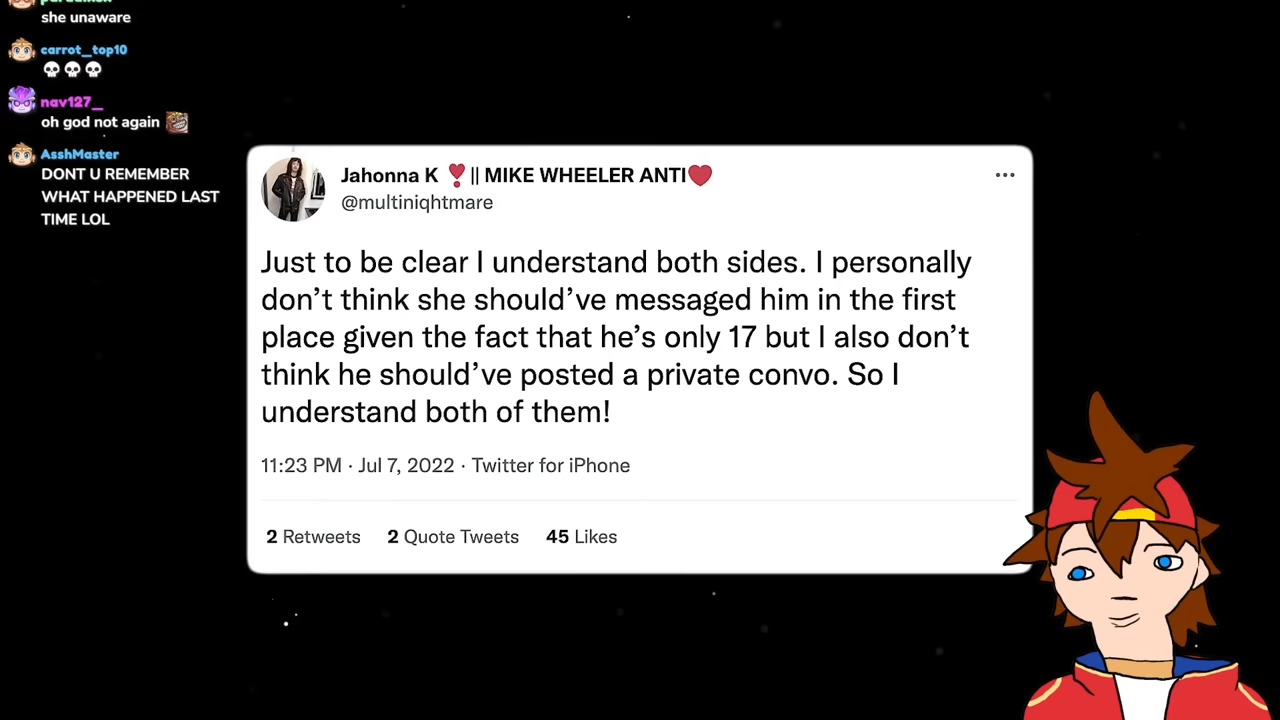 she unaware
carrot_top10
💀💀💀
nav127_
oh god not again
AsshMaster
DONT U REMEMBER
WHAT HAPPENED LAST
TIME LOL
Jahonna K ❣️|| MIKE WHEELER ANTI❤️
@multiniqhtmare
Just to be clear I understand both sides. I personally
don’t think she should’ve messaged him in the first
place given the fact that he’s only 17 but I also don’t
think he should’ve posted a private convo. So I
understand both of them!
11:23 PM · Jul 7, 2022 · Twitter for iPhone
2 Retweets 2 Quote Tweets 45 Likes